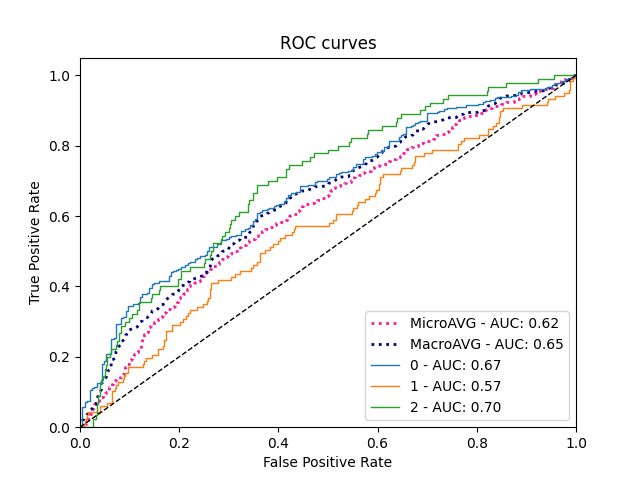 ROC curves
True Positive Rate
1.0
0.8
0.6
0.4
0.2
0.0
MicroAVG - AUC: 0.62
MacroAVG - AUC: 0.65
0 - AUC: 0.67
1 - AUC: 0.57
2 - AUC: 0.70
0.0 0.2 0.4 0.6 0.8 1.0
False Positive Rate